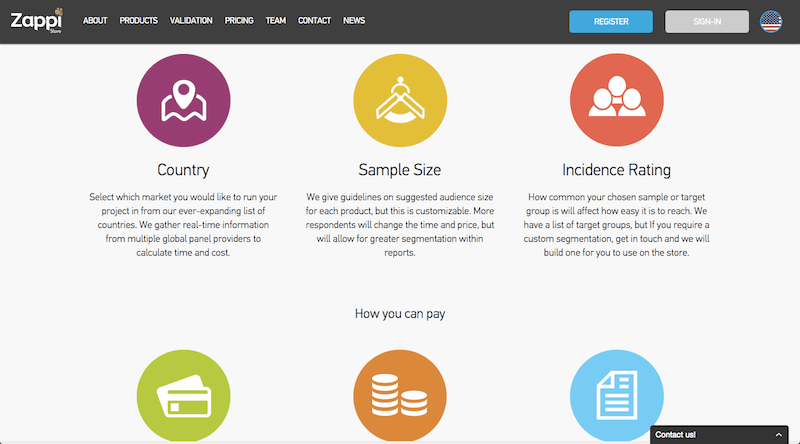 Zappi
Store
ABOUT PRODUCTS VALIDATION PRICING TEAM CONTACT NEWS
REGISTER
SIGN-IN
Country
Select which market you would like to run your
project in from our ever-expanding list of
countries. We gather real-time information
from multiple global panel providers to
calculate time and cost.
Sample Size
We give guidelines on suggested audience size
for each product, but this is customizable. More
respondents will change the time and price, but
will allow for greater segmentation within
reports.
Incidence Rating
How common your chosen sample or target
group is will affect how easy it is to reach. We
have a list of target groups, but If you require a
custom segmentation, get in touch and we will
build one for you to use on the store.
How you can pay
Contact us!